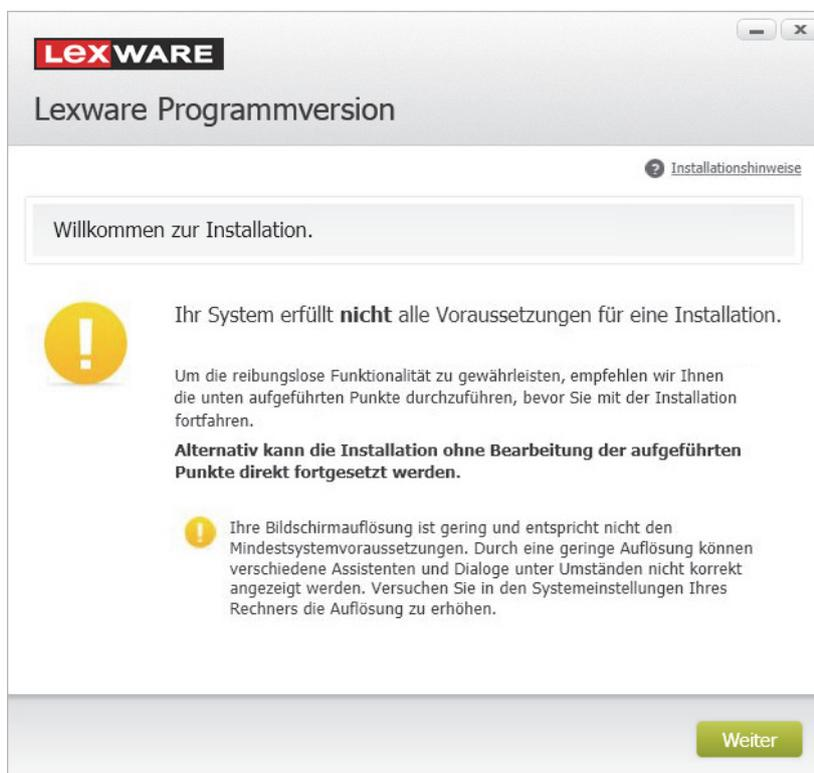 LEXWARE
Lexware Programmversion
Installationshinweise
Willkommen zur Installation.
Ihr System erfüllt nicht alle Voraussetzungen für eine Installation.
Um die reibungslose Funktionalität zu gewährleisten, empfehlen wir Ihnen
die unten aufgeführten Punkte durchzuführen, bevor Sie mit der Installation
fortfahren.
Alternativ kann die Installation ohne Bearbeitung der aufgeführten
Punkte direkt fortgesetzt werden.
Ihre Bildschirmauflösung ist gering und entspricht nicht den
Mindestsystemvoraussetzungen. Durch eine geringe Auflösung können
verschiedene Assistenten und Dialoge unter Umständen nicht korrekt
angezeigt werden. Versuchen Sie in den Systemeinstellungen Ihres
Rechners die Auflösung zu erhöhen.
Weiter